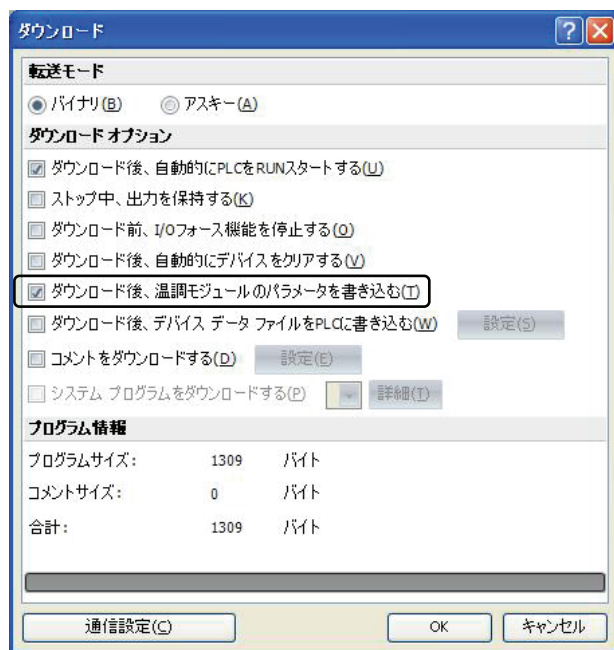 ダウンロード
転送モード
バイナリ(B) アスキー(A)
ダウンロード オプション
ダウンロード後、自動的にPLCをRUNスタートする(U)
ストップ中、出力を保持する(K)
ダウンロード前、I/Oフォース機能を停止する(O)
ダウンロード後、自動的にデバイスをクリアする(V)
ダウンロード後、温調モジュールのパラメータを書き込む(T)
ダウンロード後、デバイス データ ファイルをPLCに書き込む(W) 設定(S)
コメントをダウンロードする(D) 設定(E)
システム プログラムをダウンロードする(P) 詳細(T)
プログラム情報
プログラムサイズ: 1309 バイト
コメントサイズ: 0 バイト
合計: 1309 バイト
通信設定(C) OK キャンセル